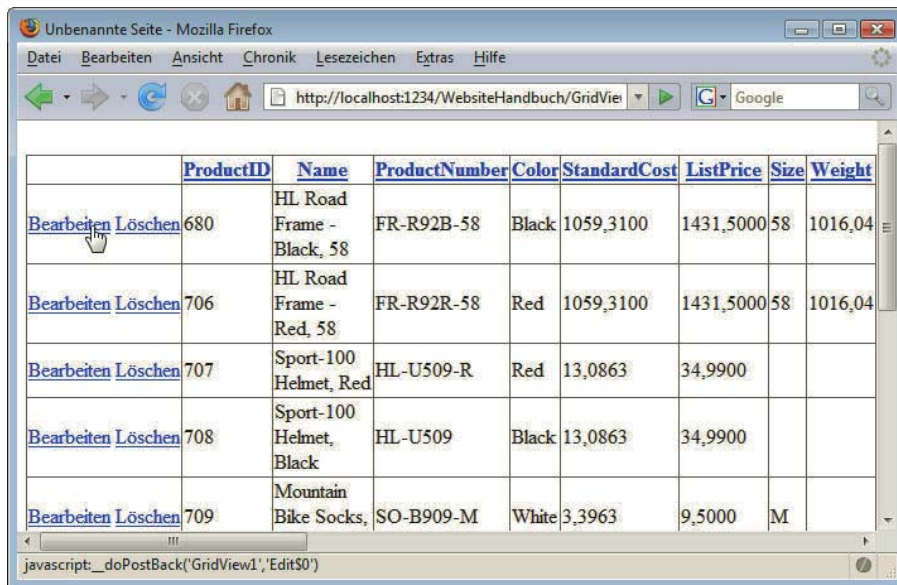 Unbenannte Seite - Mozilla Firefox
Datei Bearbeiten Ansicht Chronik Lesezeichen Extras Hilfe
http://localhost:1234/WebsiteHandbuch/GridVie G Google
ProductID Name ProductNumber Color StandardCost ListPrice Size Weight
Bearbeiten Löschen 680 HL Road Frame - Black, 58 FR-R92B-58 Black 1059,3100 1431,5000 58 1016,04
Bearbeiten Löschen 706 HL Road Frame - Red, 58 FR-R92R-58 Red 1059,3100 1431,5000 58 1016,04
Bearbeiten Löschen 707 Sport-100 Helmet, Red HL-U509-R Red 13,0863 34,9900
Bearbeiten Löschen 708 Sport-100 Helmet, Black HL-U509 Black 13,0863 34,9900
Bearbeiten Löschen 709 Mountain Bike Socks, SO-B909-M White 3,3963 9,5000 M
javascript:__doPostBack('GridView1','Edit$0')